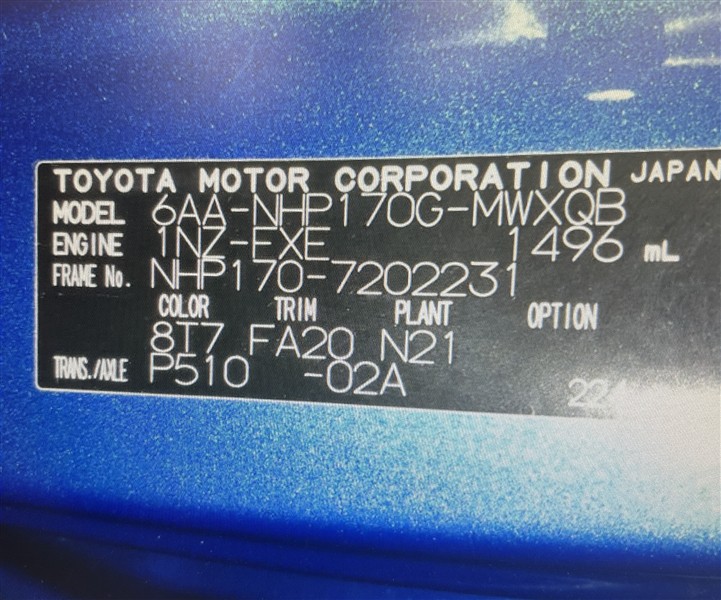 TOYOTA MOTOR CORPORATION JAPAN
MODEL 6AA-NHP170G-MWXQB
ENGINE 1NZ-EXE 1496 mL
FRAME No. NHP170-7202231
COLOR TRIM PLANT OPTION
8T7 FA20 N21
TRANS./AXLE P510 -02A